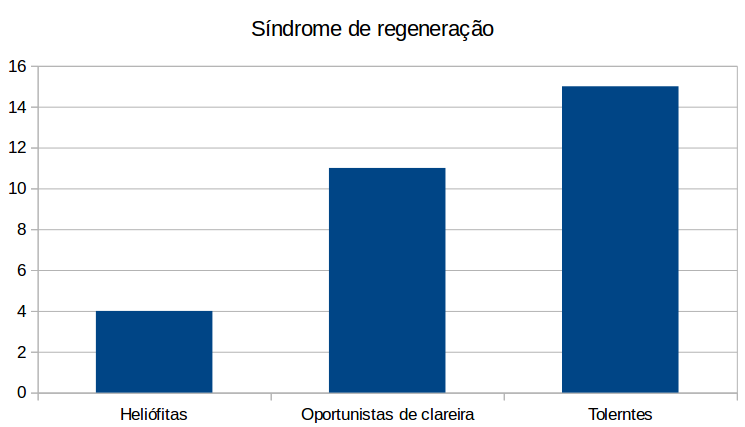 Síndrome de regeneração
16
14
12
10
8
6
4
2
0
Heliófitas
Oportunistas de clareira
Tolerntes